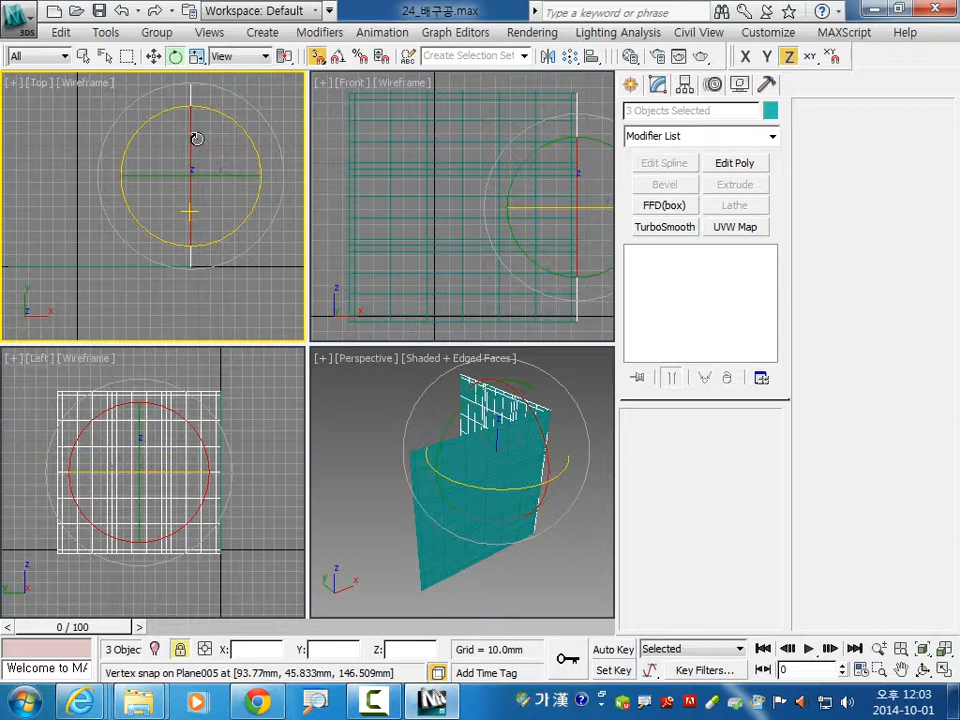 3DS
Workspace: Default
24_배구공.max
Type a keyword or phrase
Edit
Tools
Group
Views
Create
Modifiers
Animation
Graph Editors
Rendering
Lighting Analysis
Civil View
Customize
MAXScript
Help
All
View
Create Selection Set
X
Y
Z
XY
[+] [Top] [Wireframe]
[+] [Front] [Wireframe]
3 Objects Selected
Modifier List
Edit Spline
Edit Poly
Bevel
Extrude
FFD(box)
Lathe
TurboSmooth
UVW Map
[+] [Left] [Wireframe]
[+] [Perspective] [Shaded + Edged Faces]
0 / 100
3 Objec
X:
Y:
Z:
Grid = 10.0mm
Auto Key
Selected
Welcome to MA
Vertex snap on Plane005 at [93.77mm, 45.833mm, 146.509mm]
Add Time Tag
Set Key
Key Filters...
0
가 漢
오후 12:03
2014-10-01